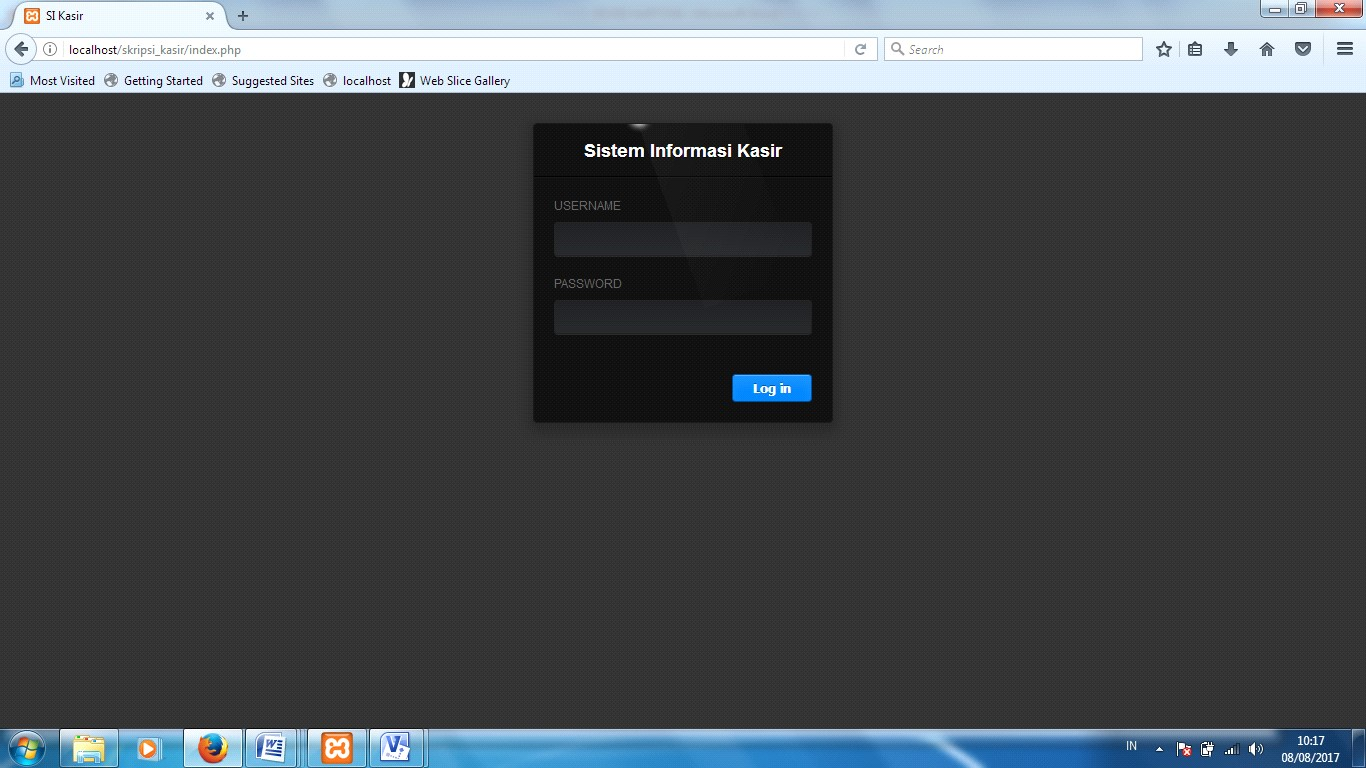 SI Kasir
localhost/skripsi_kasir/index.php
Search
Most Visited
Getting Started
Suggested Sites
localhost
Web Slice Gallery
Sistem Informasi Kasir
USERNAME
PASSWORD
Log in
IN
10:17
08/08/2017